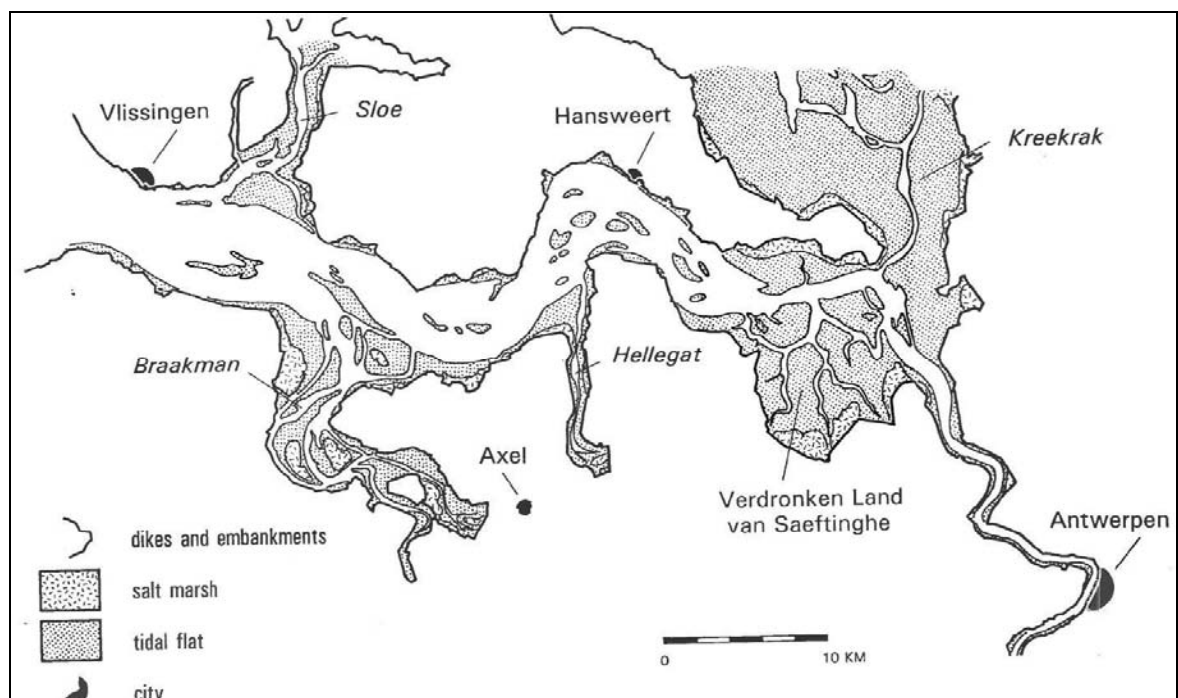 Vlissingen
Sloe
Hansweert
Kreekrak
Braakman
Hellegat
Axel
Verdronken Land
van Saeftinghe
Antwerpen
dikes and embankments
salt marsh
tidal flat
city
0 10 KM